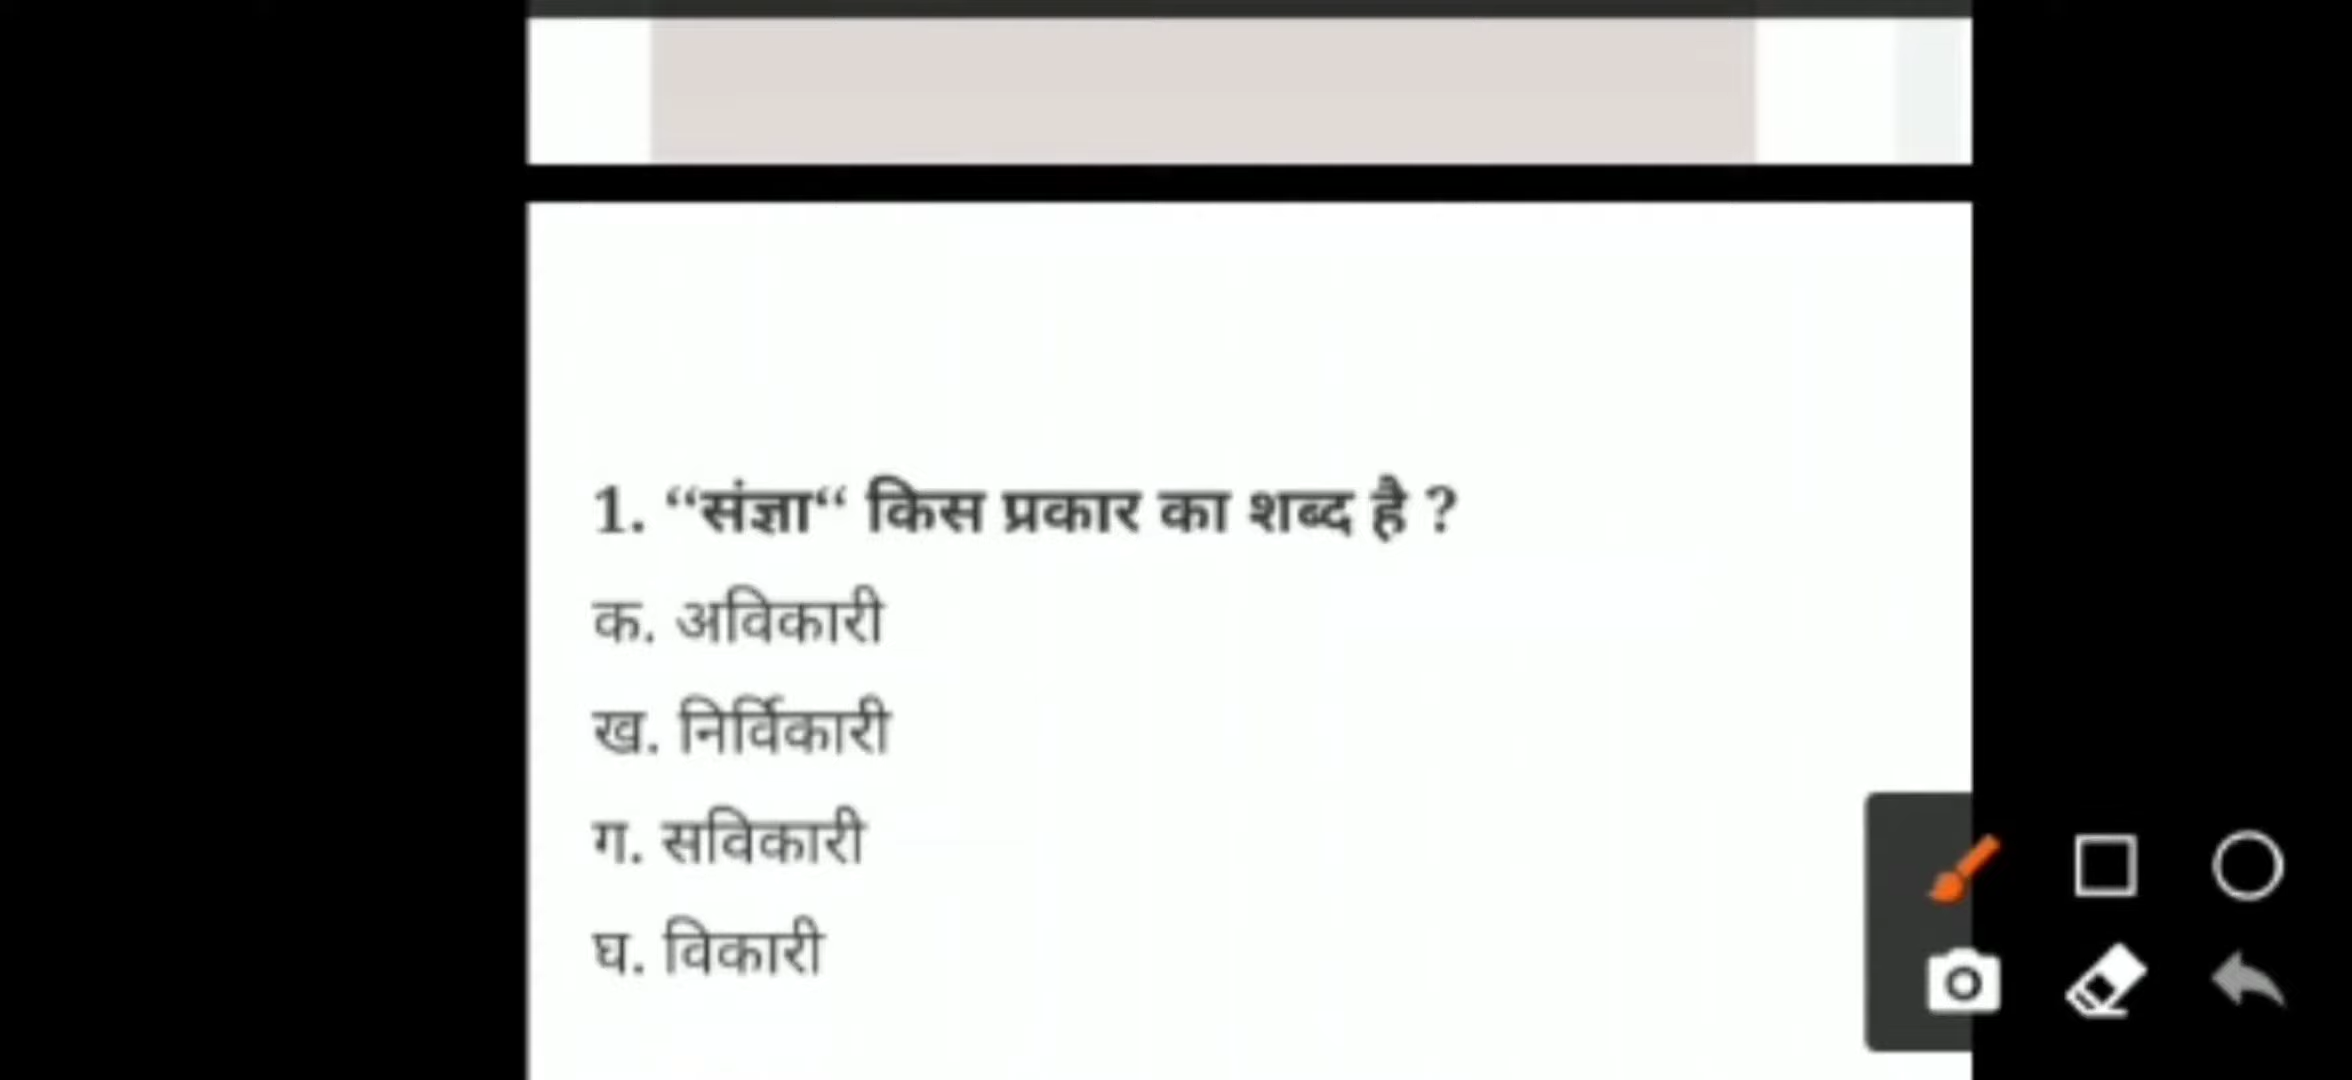 1. “संज्ञा“ किस प्रकार का शब्द है ?
क. अविकारी
ख. निर्विकारी
ग. सविकारी
घ. विकारी